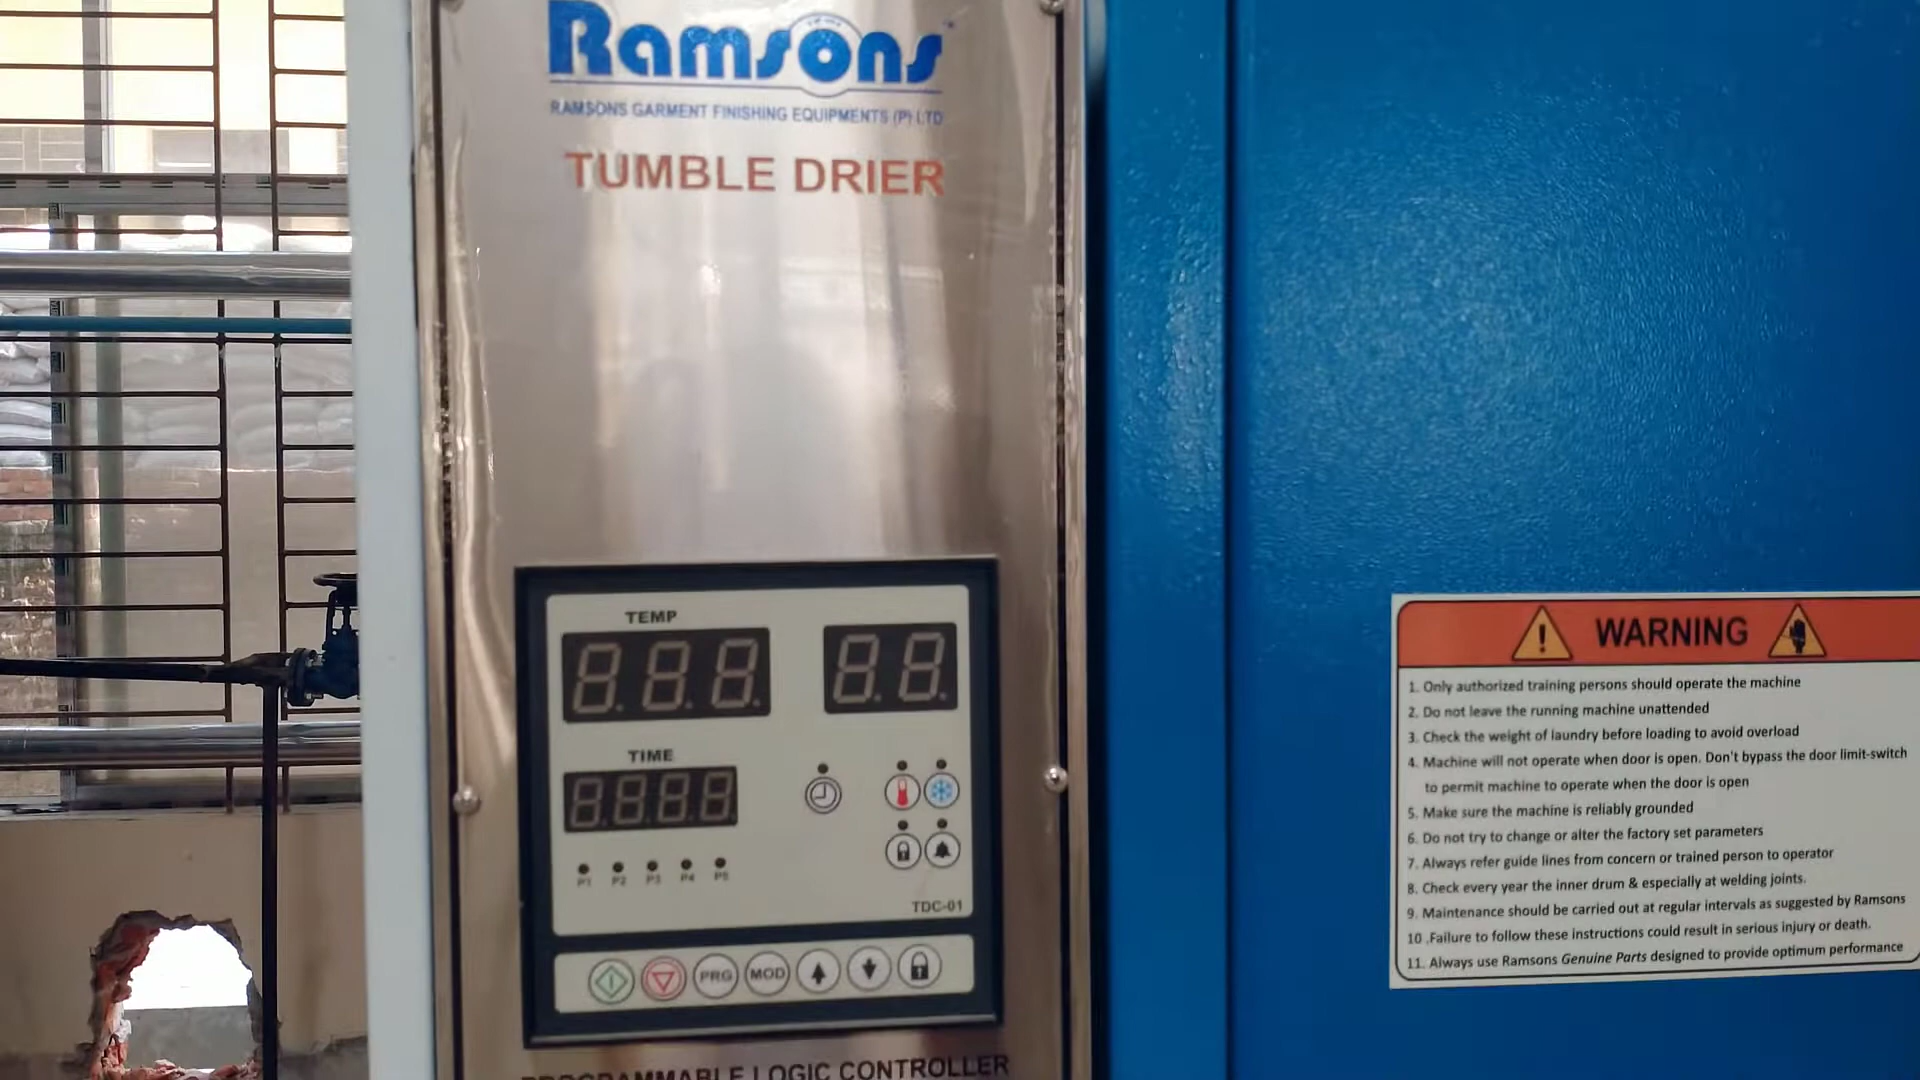 Ramsons
RAMSONS GARMENT FINISHING EQUIPMENTS (P) LTD
TUMBLE DRIER
TEMP
TIME
P1 P2 P3 P4 P5
TDC-01
PRG MOD
PROGRAMMABLE LOGIC CONTROLLER
WARNING
1. Only authorized training persons should operate the machine
2. Do not leave the running machine unattended
3. Check the weight of laundry before loading to avoid overload
4. Machine will not operate when door is open. Don't bypass the door limit-switch
to permit machine to operate when the door is open
5. Make sure the machine is reliably grounded
6. Do not try to change or alter the factory set parameters
7. Always refer guide lines from concern or trained person to operator
8. Check every year the inner drum & especially at welding joints.
9. Maintenance should be carried out at regular intervals as suggested by Ramsons
10 .Failure to follow these instructions could result in serious injury or death.
11. Always use Ramsons Genuine Parts designed to provide optimum performance